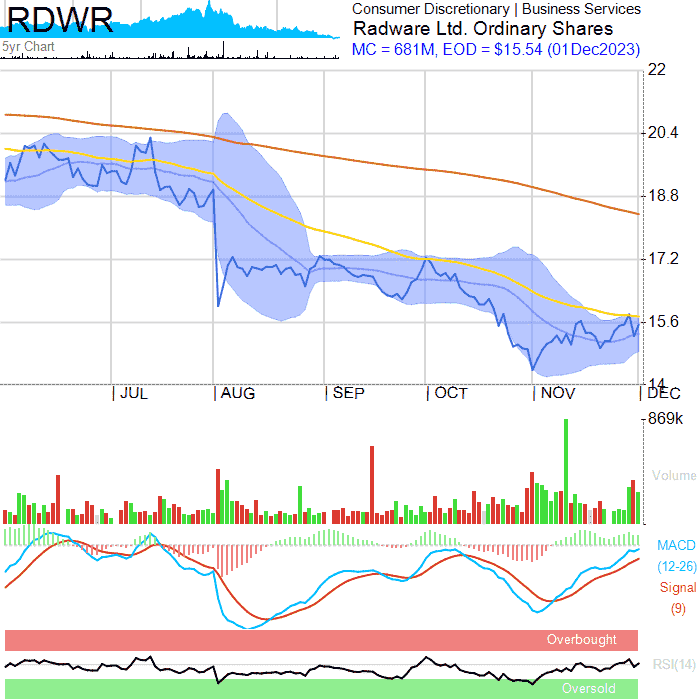 RDWR
5yr Chart
Consumer Discretionary | Business Services
Radware Ltd. Ordinary Shares
MC = 681M, EOD = $15.54 (01Dec2023)
22
20.4
18.8
17.2
15.6
14
JUL
AUG
SEP
OCT
NOV
DEC
869k
Volume
MACD
(12-26)
Signal
(9)
Overbought
RSI(14)
Oversold